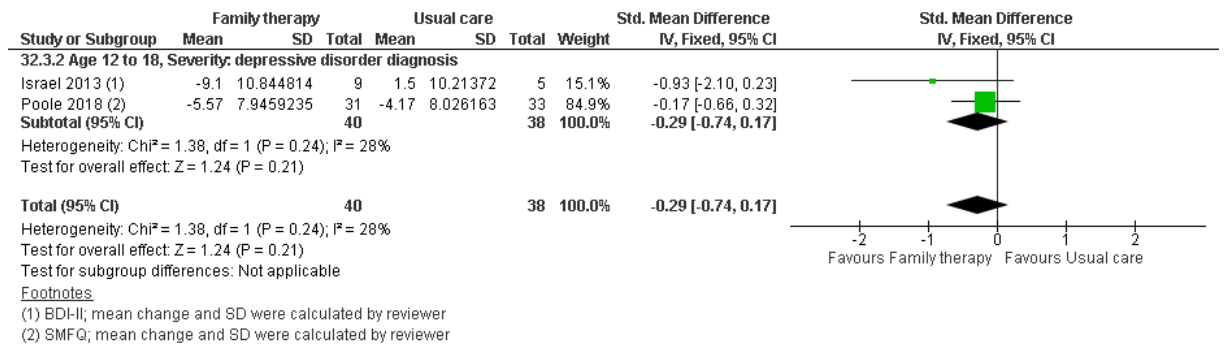 Family therapy Usual care Std. Mean Difference Std. Mean Difference
Study or Subgroup Mean SD Total Mean SD Total Weight IV, Fixed, 95% CI IV, Fixed, 95% CI
32.3.2 Age 12 to 18, Severity: depressive disorder diagnosis
Israel 2013 (1) -9.1 10.844814 9 1.5 10.21372 5 15.1% -0.93 [-2.10, 0.23]
Poole 2018 (2) -5.57 7.9459235 31 -4.17 8.026163 33 84.9% -0.17 [-0.66, 0.32]
Subtotal (95% CI) 40 38 100.0% -0.29 [-0.74, 0.17]
Heterogeneity: Chi² = 1.38, df = 1 (P = 0.24); I² = 28%
Test for overall effect: Z = 1.24 (P = 0.21)
Total (95% CI) 40 38 100.0% -0.29 [-0.74, 0.17]
Heterogeneity: Chi² = 1.38, df = 1 (P = 0.24); I² = 28%
Test for overall effect: Z = 1.24 (P = 0.21)
Test for subgroup differences: Not applicable
-2 -1 0 1 2
Favours Family therapy Favours Usual care
Footnotes
(1) BDI-II; mean change and SD were calculated by reviewer
(2) SMFQ; mean change and SD were calculated by reviewer